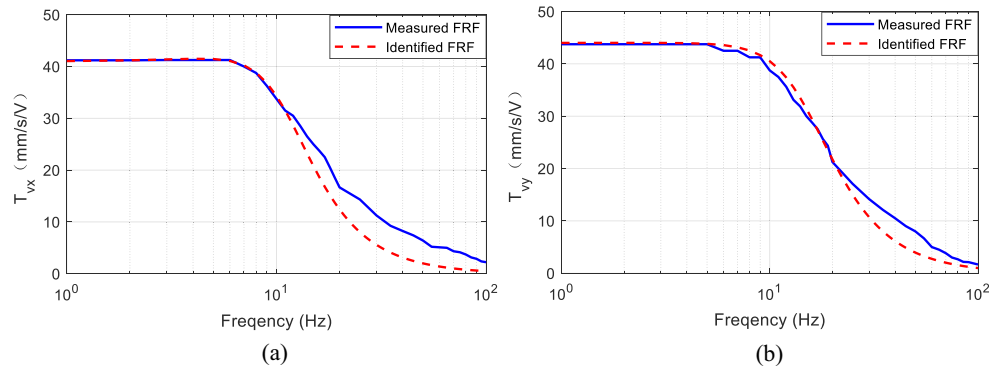 50
40
30
20
10
0
T_vx (mm/s/V)
Measured FRF
Identified FRF
10^0
10^1
10^2
Freqency (Hz)
(a)
50
40
30
20
10
0
T_vy (mm/s/V)
Measured FRF
Identified FRF
10^0
10^1
10^2
Freqency (Hz)
(b)